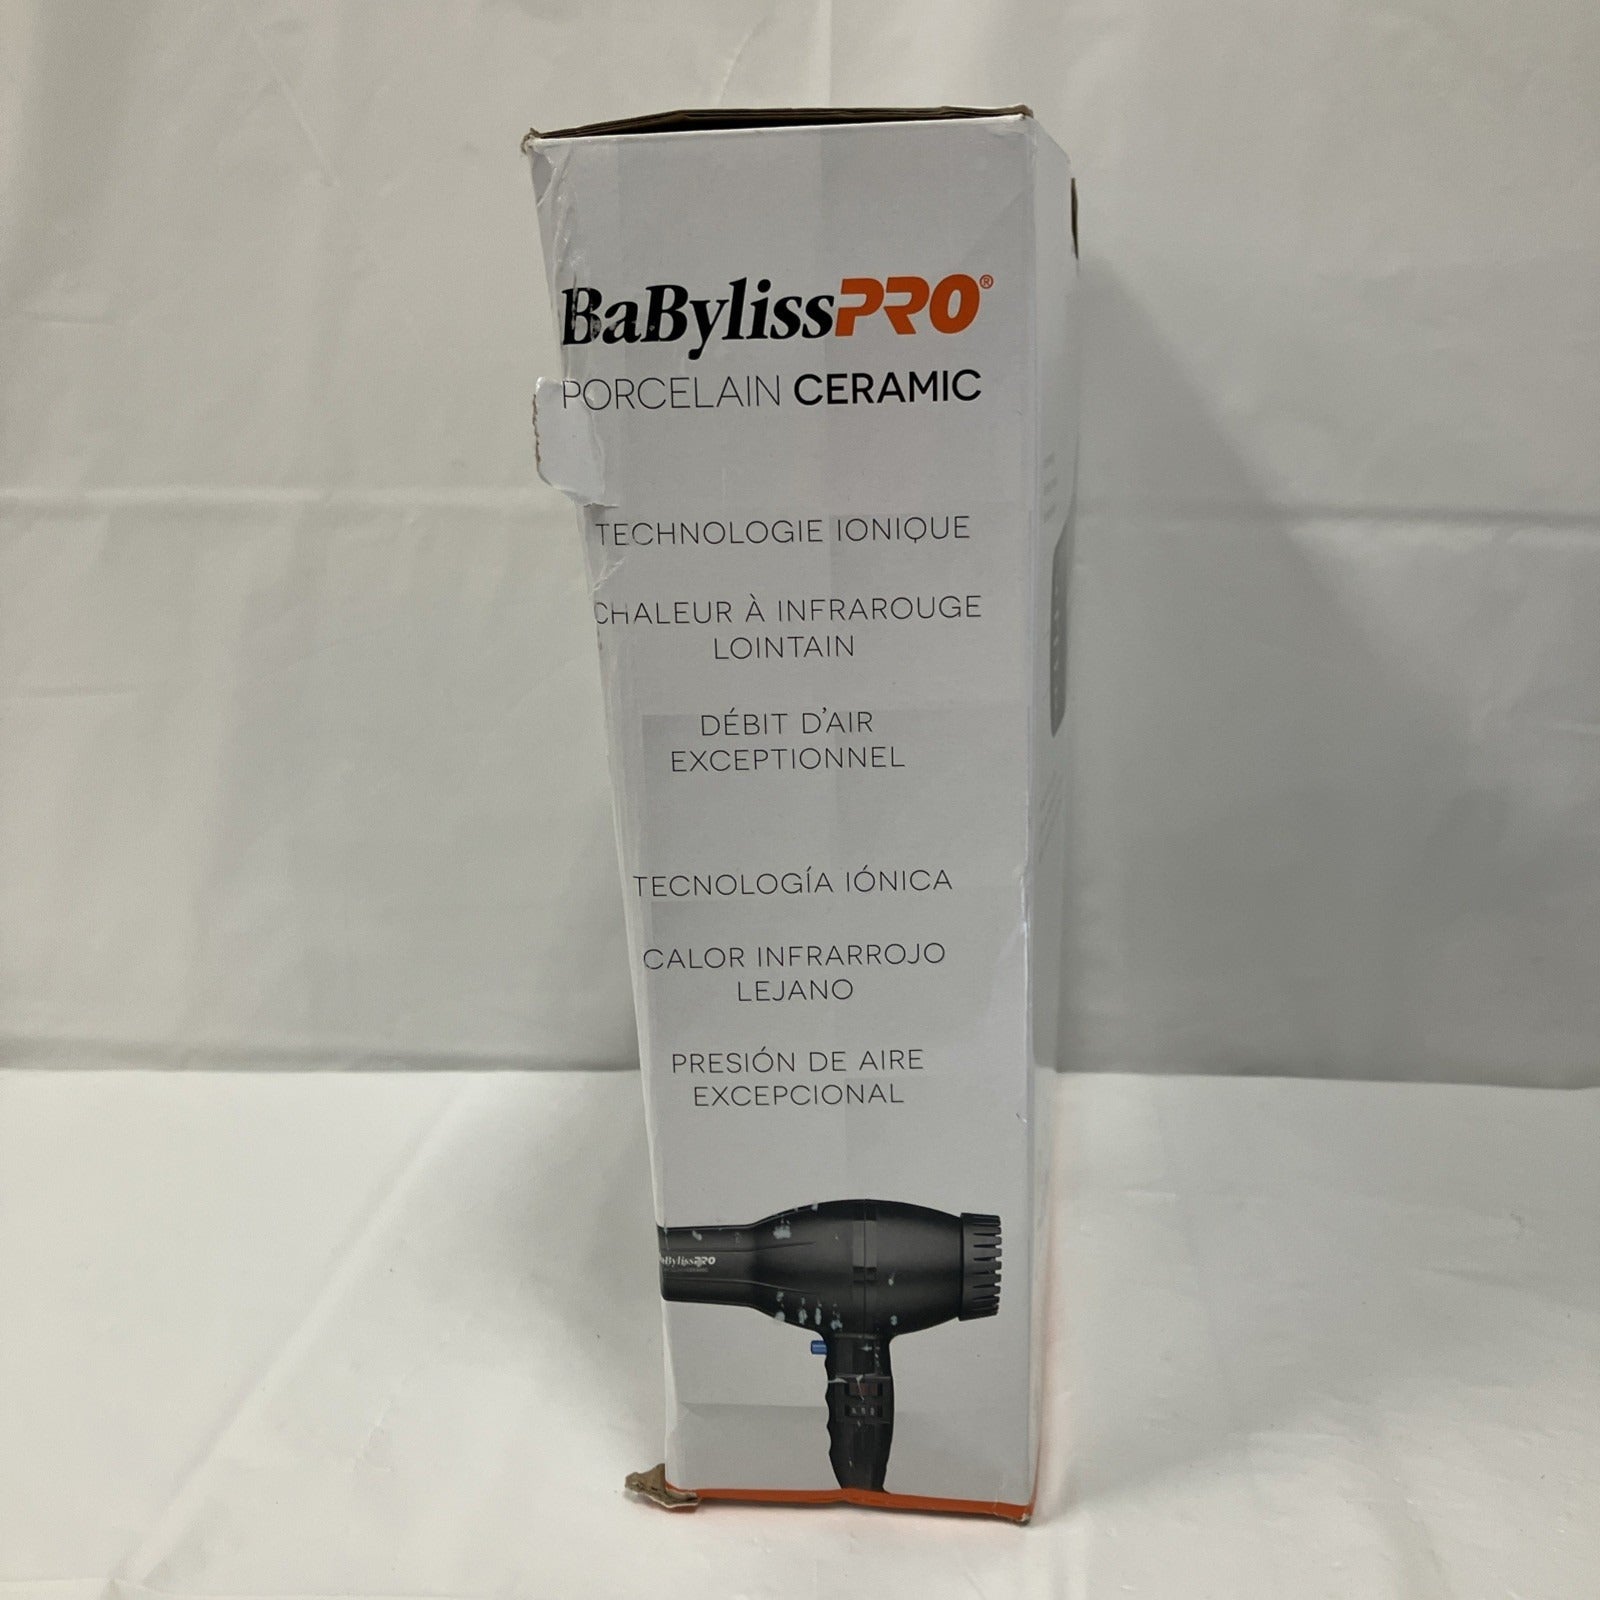 BaBylissPRO®
PORCELAIN CERAMIC
TECHNOLOGIE IONIQUE
CHALEUR À INFRAROUGE
LOINTAIN
DÉBIT D'AIR
EXCEPTIONNEL
TECNOLOGÍA IÓNICA
CALOR INFRARROJO
LEJANO
PRESIÓN DE AIRE
EXCEPCIONAL
BaBylissPRO